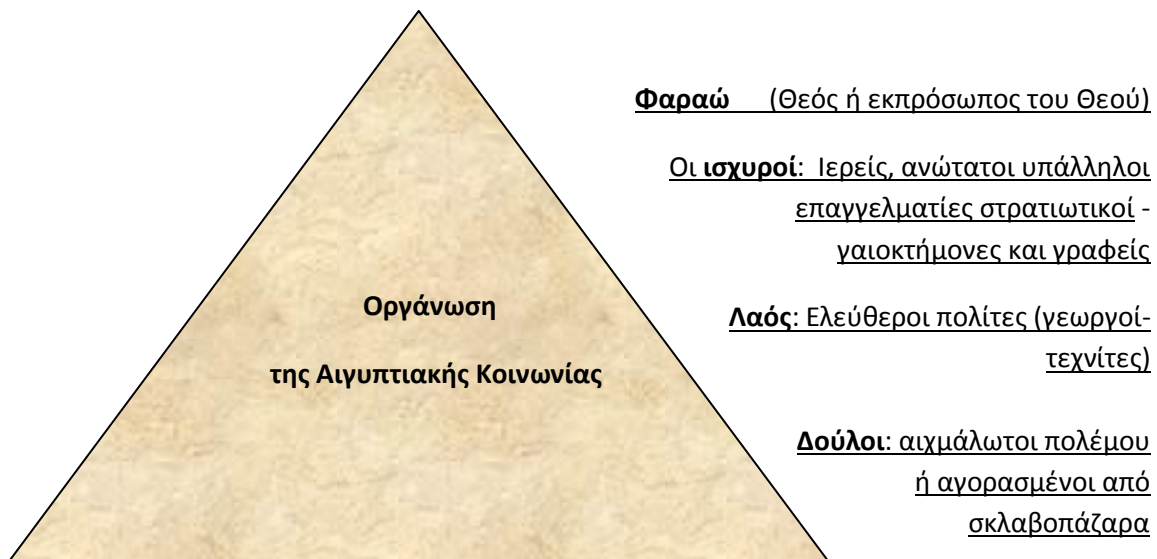 Φαραώ (Θεός ή εκπρόσωπος του Θεού)
Οι ισχυροί: Ιερείς, ανώτατοι υπάλληλοι
επαγγελματίες στρατιωτικοί -
γαιοκτήμονες και γραφείς
Οργάνωση
της Αιγυπτιακής Κοινωνίας
Λαός: Ελεύθεροι πολίτες (γεωργοί-
τεχνίτες)
Δούλοι: αιχμάλωτοι πολέμου
ή αγορασμένοι από
σκλαβοπάζαρα